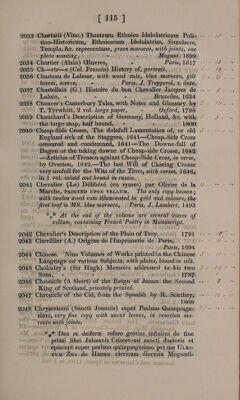 [ 115 ]
2033 Chartarii (Vinc.) Theatrum Ethnico Idololatricum Poli-
tico-Historicum, Ethnicorum Idololatrias, Simulacra,
Templa, &c. representans, green morocco, with joints, one
plate wanting, Mogunt. 1699
2034 Chartier (Alain) Œuvres, Paris, 1617
2035 (Col. Francis) History of, portrait.
2036 Chasteau de Labour, with wood cuts, blue morocco, gilt
leaves, scarce, Paris, J. Trepperel, s. date.
2037 Chastellain (G.) Histoire du bon Chevalier Jacques de
Lalain, Bruxelles, 1634
2038 Chaucer's Canterbury Tales, with Notes and Glossary by
T. Tyrwhitt, 2 vol. large paper, Oxford, 1798
2039 Chauchard's Description of Germany, Holland, &c. with
the large map, half bound. 1800
2040 Cheap-Side Cross, The dolefull Lamentation of, or old
England sick of the Staggers, 1641—Cheap-Side Cross
censured and condemned, 1641—The Downe-fall of
Dagon or the taking downe of Cheap-side Crosse, 1642
—Articles of Treason against Cheap-Side Cross, in verse,
by Overton, 1642.—The last Will of Chairing Crosse
very usefull for the Wits of the Time, with verses, 1646,
in 1 vol. inlaid and bound in russia.
2041 Chevalier (Le) Délibéré (en rymes) par Olivier de la
Marche, PRINTED UPON VELLUM. The only copy known;
with twelve wood cuts illuminated in gold and colours, the
first leaf is MS. blue morocco, Paris, J. Lambert, 1493
*** At the end of the volume are several leaves of
vellum, containing French Poetry in Manuscript.
2042 Chevalier's Description of the Plain of Troy, 1791
2043 Chevillier (A.) Origine de l'Imprimerie de Paris,
Paris, 1694
2044 Chinese. Nine Volumes of Works printed in the Chinese
Language on various Subjects, with plates, bound in silk.
2045 Cholmley's (Sir Hugh) Memoirs addressed to his two
Sons, 1787
2046 Chronicle (A Short) of the Reign of James the Second
King of Scotland, privately printed.
2047 Chronicle of the Cid, from the Spanish by R. Southey,
1808
2048 Chrysostomi (Sancti Joannis) super Psalmo Quinquage-
simo, very fine copy with uncut leaves, in venetian mo-
rocco with joints.
*** Deo et deifere refero gratias infinitas de fine
primi libri Johannis Crisostomi sancti doctoris et
episcopi super psalmo quinquagesimo per me Ulri-
cum Zeu de Hanau clericum diocesis Mogunti-